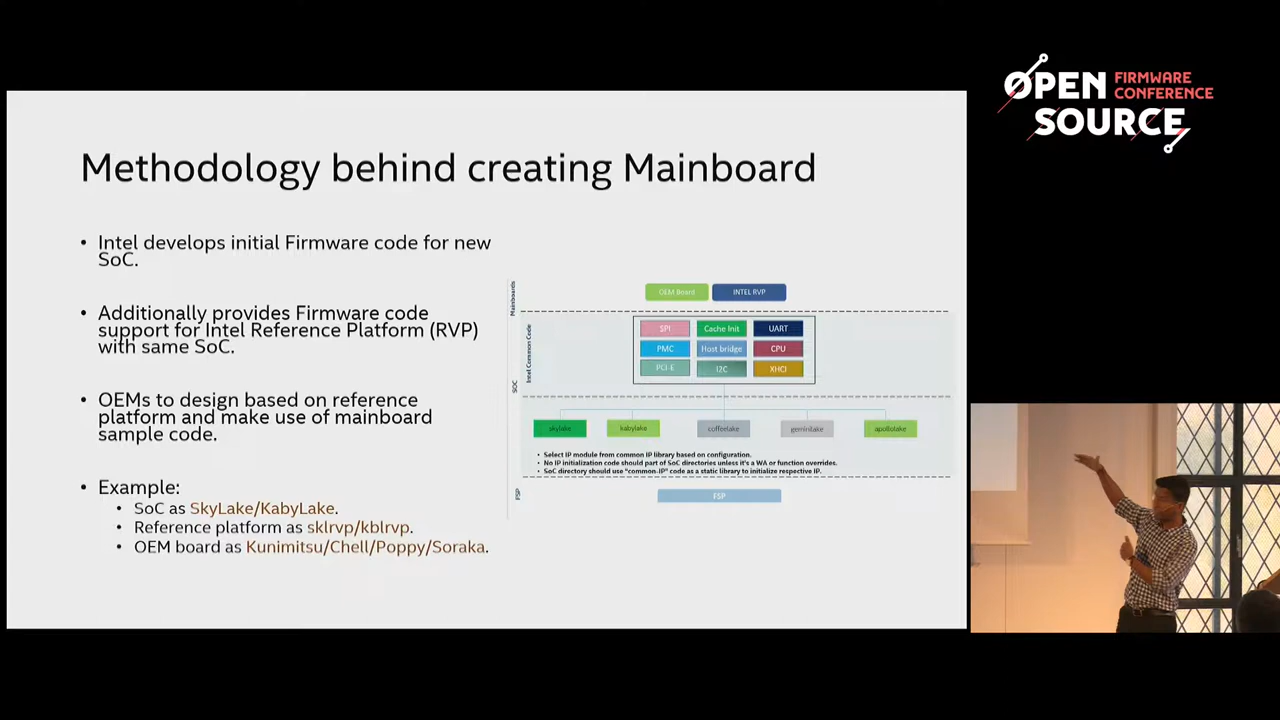 OPEN FIRMWARE
CONFERENCE
SOURCE
Methodology behind creating Mainboard
• Intel develops initial Firmware code for new
SoC.
• Additionally provides Firmware code
support for Intel Reference Platform (RVP)
with same SoC.
• OEMs to design based on reference
platform and make use of mainboard
sample code.
• Example:
• SoC as SkyLake/KabyLake.
• Reference platform as sklrvp/kblrvp.
• OEM board as Kunimitsu/Chell/Poppy/Soraka.
Mainboards
OEM Board INTEL RVP
SOC
Intel Common Code
SPI Cache Init UART
PMC Host bridge CPU
PCI-E I2C XHCI
skylake kabylake coffeelake geminilake apollolake
• Select IP module from common IP library based on configuration.
• No IP initialization code should part of SoC directories unless it's a WA or function overrides.
• SoC directory should use "common-IP" code as a static library to initialize respective IP.
FSP
FSP